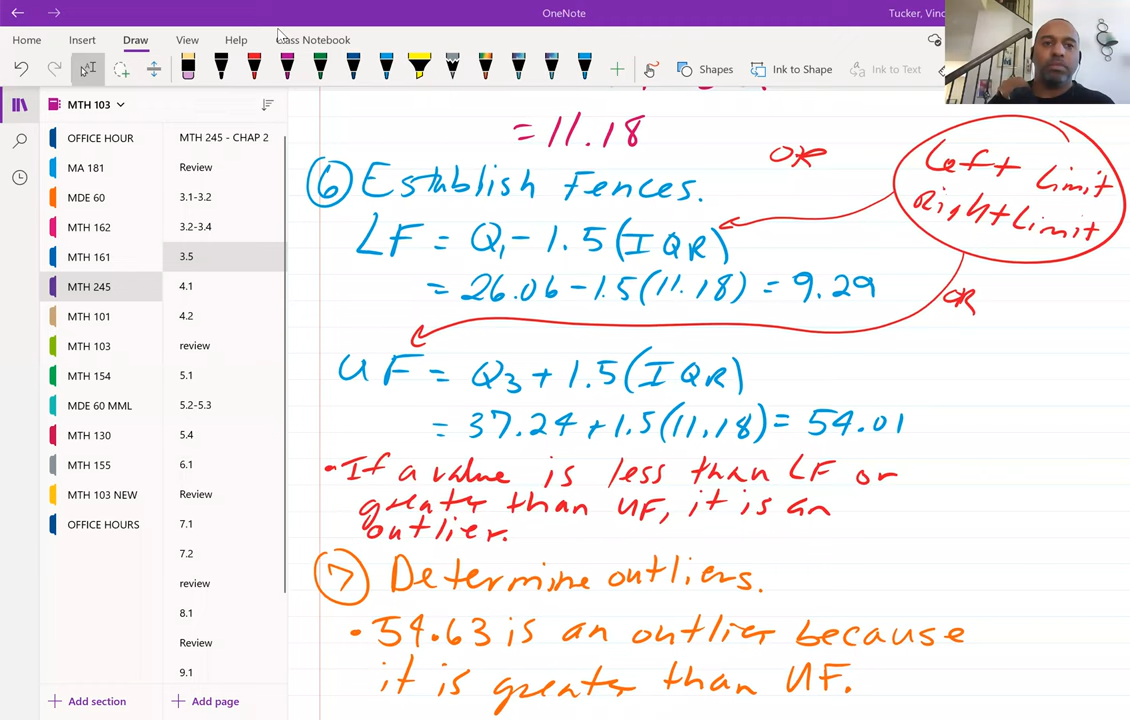 OneNote
Tucker, Vinc
Home
Insert
Draw
View
Help
Class Notebook
Shapes
Ink to Shape
Ink to Text
MTH 103
OFFICE HOUR
MA 181
MDE 60
MTH 162
MTH 161
MTH 245
MTH 101
MTH 103
MTH 154
MDE 60 MML
MTH 130
MTH 155
MTH 103 NEW
OFFICE HOURS
+ Add section
MTH 245 - CHAP 2
Review
3.1-3.2
3.2-3.4
3.5
4.1
4.2
review
5.1
5.2-5.3
5.4
6.1
Review
7.1
7.2
review
8.1
Review
9.1
+ Add page
= 11.18
⑥ Establish Fences.
LF = Q₁ - 1.5(IQR)
= 26.06 - 1.5(11.18) = 9.29
OR
Left Limit
Right Limit
OR
UF = Q₃ + 1.5(IQR)
= 37.24 + 1.5(11.18) = 54.01
• If a value is less than LF or
greater than UF, it is an
outlier.
⑦ Determine outliers.
• 54.63 is an outlier because
it is greater than UF.